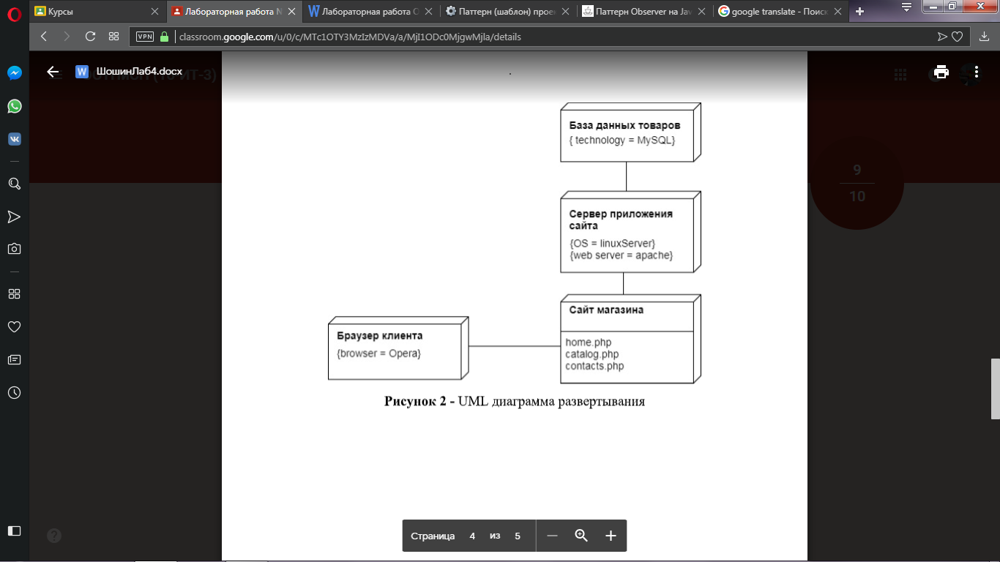 Курсы
Лабораторная работа N
Лабораторная работа О
Паттерн (шаблон) прое
Паттерн Observer на Jav
google translate - Поиск
VPN
classroom.google.com/u/0/c/MTc1OTY3MzIzMDVa/a/MjI1ODc0MjgwMjla/details
ШошинЛаб4.docx
9
10
База данных товаров
{ technology = MySQL}
Сервер приложения
сайта
{OS = linuxServer}
{web server = apache}
Сайт магазина
home.php
catalog.php
contacts.php
Браузер клиента
{browser = Opera}
Рисунок 2 - UML диаграмма развертывания
Страница 4 из 5